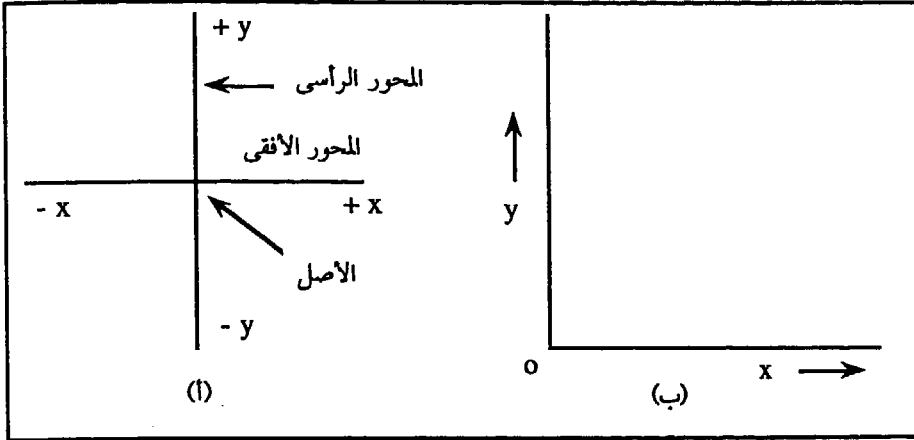 + y
المحور الرأسى
المحور الأفقى
- x
+ x
الأصل
- y
(أ)
y
o
x
(ب)